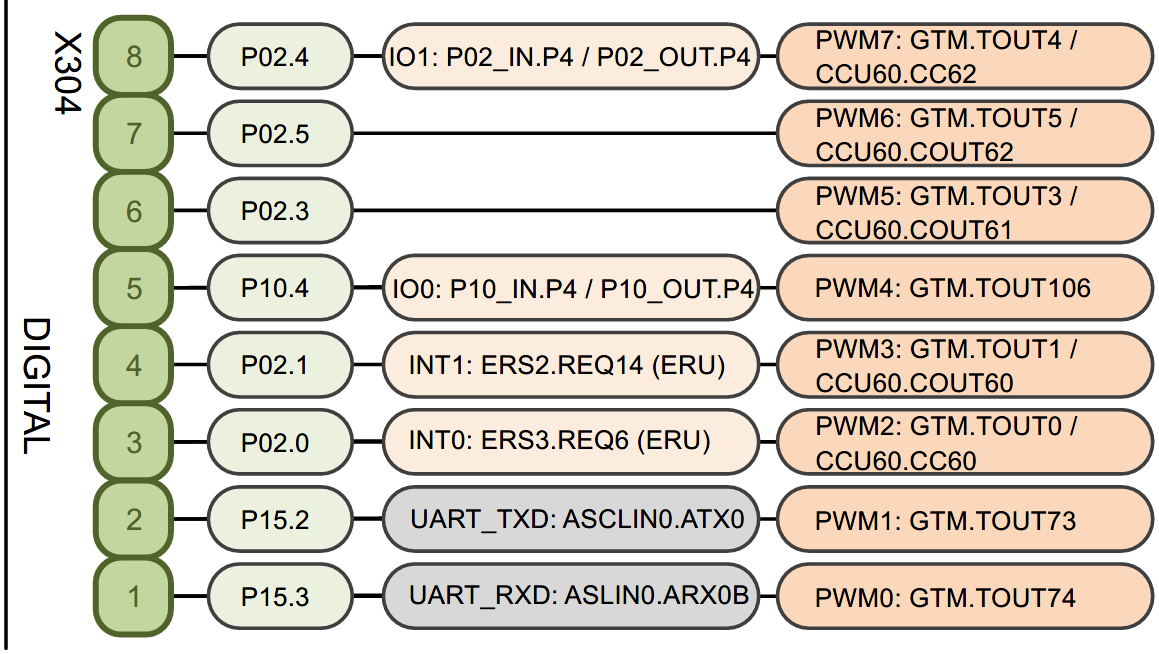 X304
DIGITAL
8
P02.4
IO1: P02_IN.P4 / P02_OUT.P4
PWM7: GTM.TOUT4 /
CCU60.CC62
7
P02.5
PWM6: GTM.TOUT5 /
CCU60.COUT62
6
P02.3
PWM5: GTM.TOUT3 /
CCU60.COUT61
5
P10.4
IO0: P10_IN.P4 / P10_OUT.P4
PWM4: GTM.TOUT106
4
P02.1
INT1: ERS2.REQ14 (ERU)
PWM3: GTM.TOUT1 /
CCU60.COUT60
3
P02.0
INT0: ERS3.REQ6 (ERU)
PWM2: GTM.TOUT0 /
CCU60.CC60
2
P15.2
UART_TXD: ASCLIN0.ATX0
PWM1: GTM.TOUT73
1
P15.3
UART_RXD: ASLIN0.ARX0B
PWM0: GTM.TOUT74